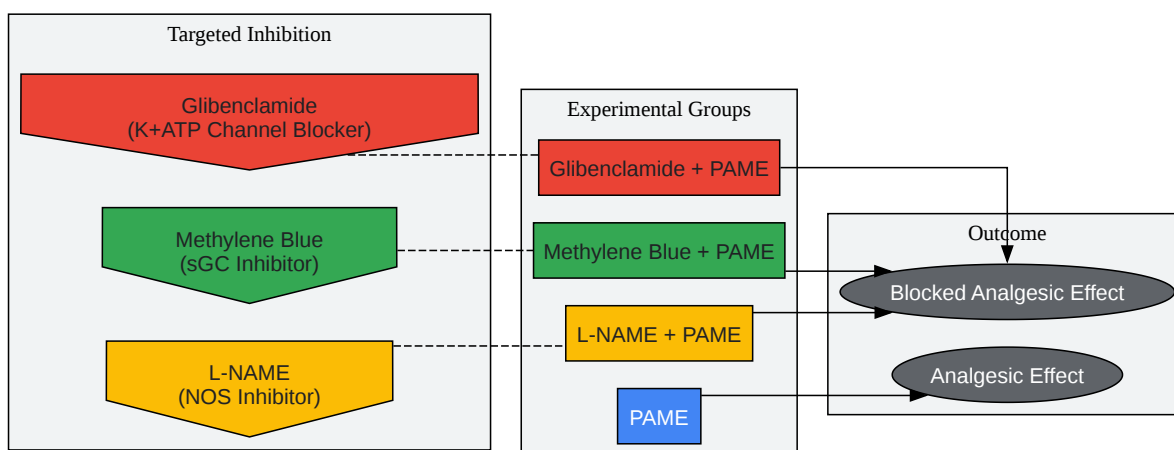 Targeted Inhibition
Glibenclamide
(K+ATP Channel Blocker)
Methylene Blue
(sGC Inhibitor)
L-NAME
(NOS Inhibitor)
Experimental Groups
Glibenclamide + PAME
Methylene Blue + PAME
L-NAME + PAME
PAME
Outcome
Blocked Analgesic Effect
Analgesic Effect